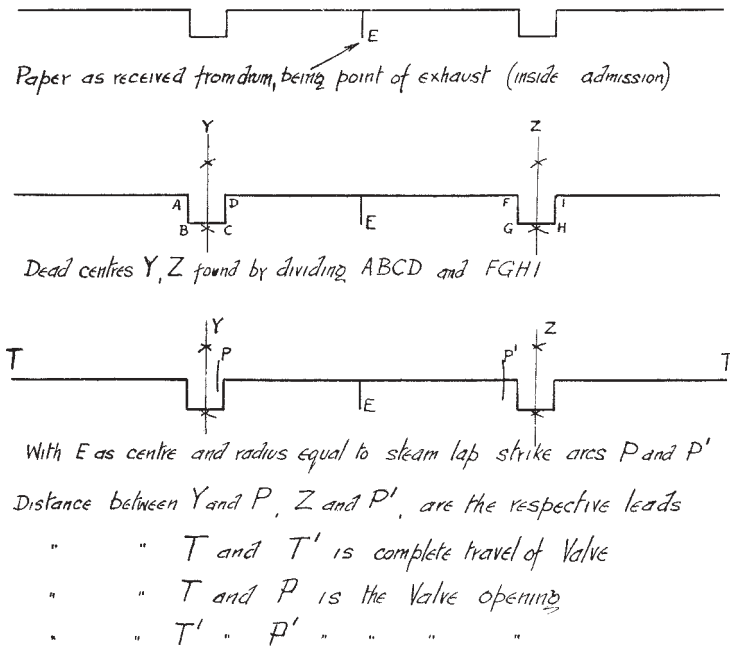 E
Paper as received from drum, being point of exhaust (inside admission)
Y Z
A D F I
B C E G H
Dead centres Y, Z found by dividing ABCD and FGHI
Y Z
T P P' T
E
With E as centre and radius equal to steam lap strike arcs P and P'
Distance between Y and P, Z and P', are the respective leads
" " T and T' is complete travel of Valve
" " T and P is the Valve opening
" " T' " P' " " " "